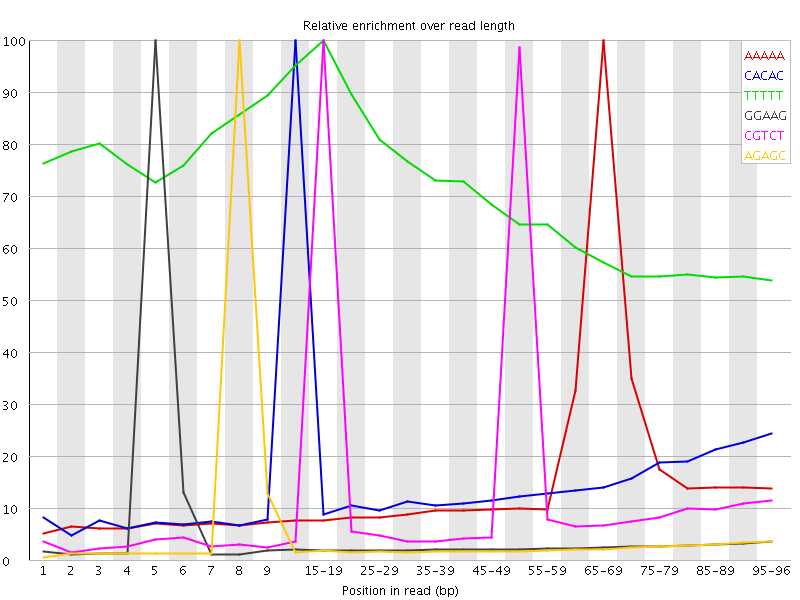 Relative enrichment over read length
100
90
80
70
60
50
40
30
20
10
0
AAAAA
CACAC
TTTTT
GGAAG
CGTCT
AGAGC
1 2 3 4 5 6 7 8 9 15-19 25-29 35-39 45-49 55-59 65-69 75-79 85-89 95-96
Position in read (bp)